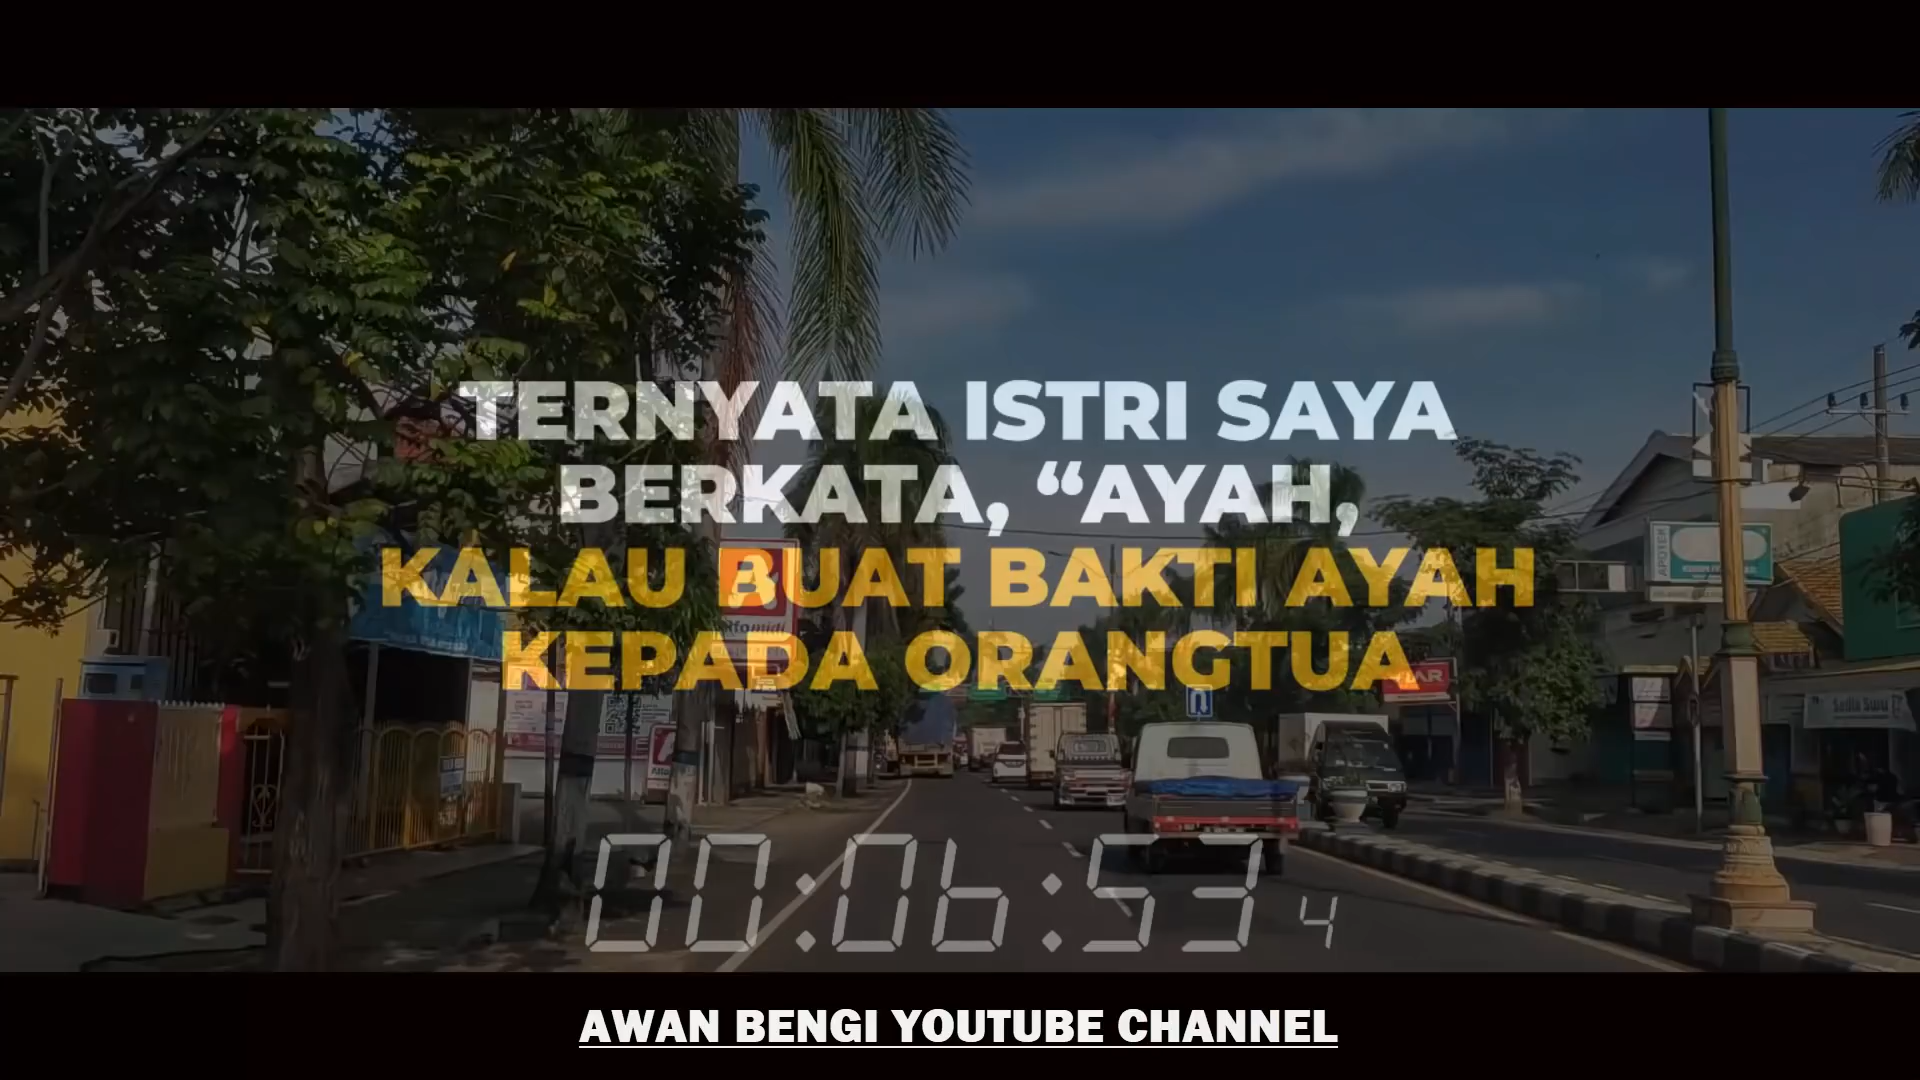 TERNYATA ISTRI SAYA
BERKATA, “AYAH,
KALAU BUAT BAKTI AYAH
KEPADA ORANGTUA
APOTEK
00:06:53 4
AWAN BENGI YOUTUBE CHANNEL